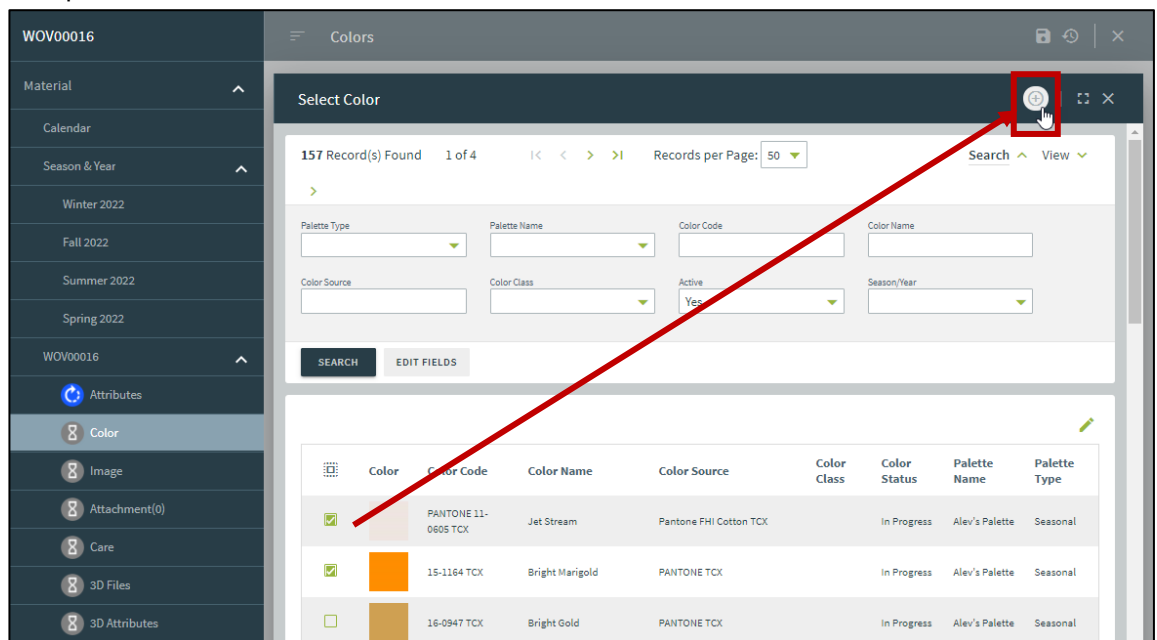 WOV00016
Colors
Material
Calendar
Season & Year
Winter 2022
Fall 2022
Summer 2022
Spring 2022
WOV00016
Attributes
Color
Image
Attachment(0)
Care
3D Files
3D Attributes
Select Color
157 Record(s) Found 1 of 4 Records per Page: 50 Search View
Palette Type Palette Name Color Code Color Name
Color Source Color Class Active Season/Year
Yes
SEARCH EDIT FIELDS
Color Color Code Color Name Color Source Color Class Color Status Palette Name Palette Type
PANTONE 11-0605 TCX Jet Stream Pantone FHI Cotton TCX In Progress Alev's Palette Seasonal
15-1164 TCX Bright Marigold PANTONE TCX In Progress Alev's Palette Seasonal
16-0947 TCX Bright Gold PANTONE TCX In Progress Alev's Palette Seasonal